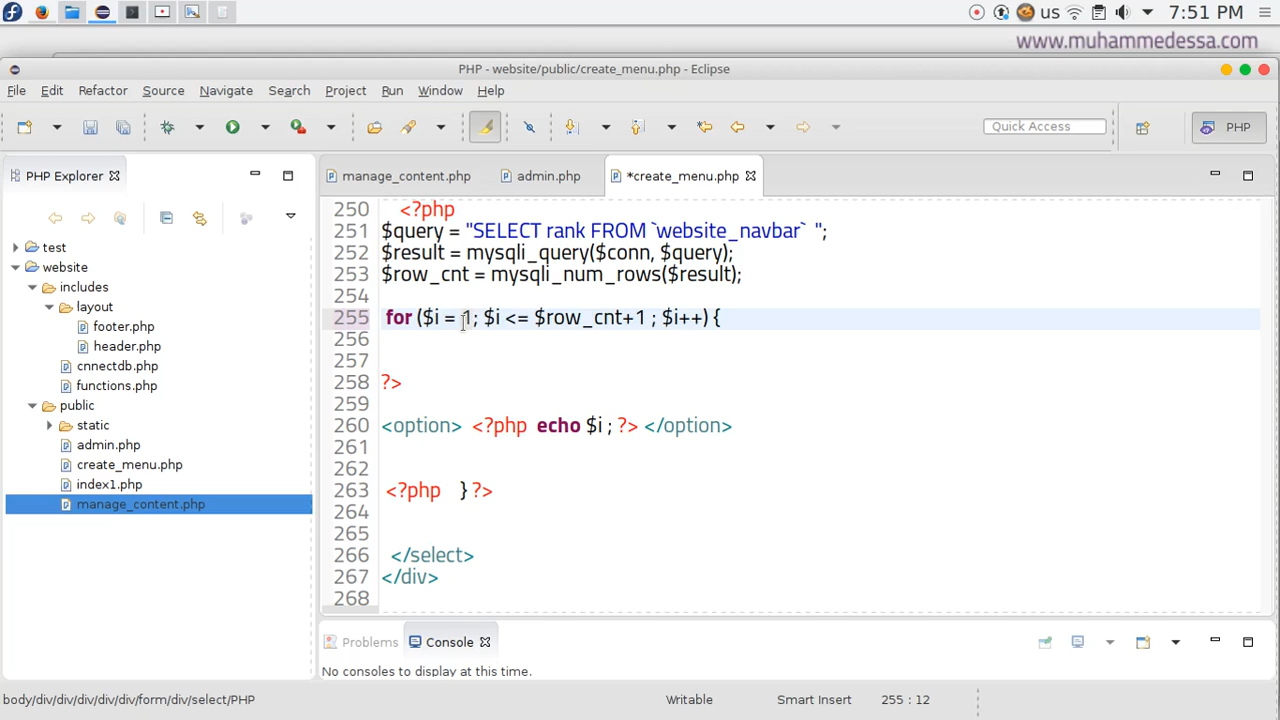 us
7:51 PM
www.muhammedessa.com
PHP - website/public/create_menu.php - Eclipse
File Edit Refactor Source Navigate Search Project Run Window Help
Quick Access
PHP
PHP Explorer
manage_content.php
admin.php
*create_menu.php
test
website
includes
layout
footer.php
header.php
cnnectdb.php
functions.php
public
static
admin.php
create_menu.php
index1.php
manage_content.php
250 <?php
251 $query = "SELECT rank FROM `website_navbar` ";
252 $result = mysqli_query($conn, $query);
253 $row_cnt = mysqli_num_rows($result);
254
255 for ($i = 1; $i <= $row_cnt+1 ; $i++) {
256
257
258 ?>
259
260 <option> <?php echo $i ; ?> </option>
261
262
263 <?php } ?>
264
265
266 </select>
267 </div>
268
Problems
Console
No consoles to display at this time.
body/div/div/div/div/form/div/select/PHP
Writable
Smart Insert
255 : 12